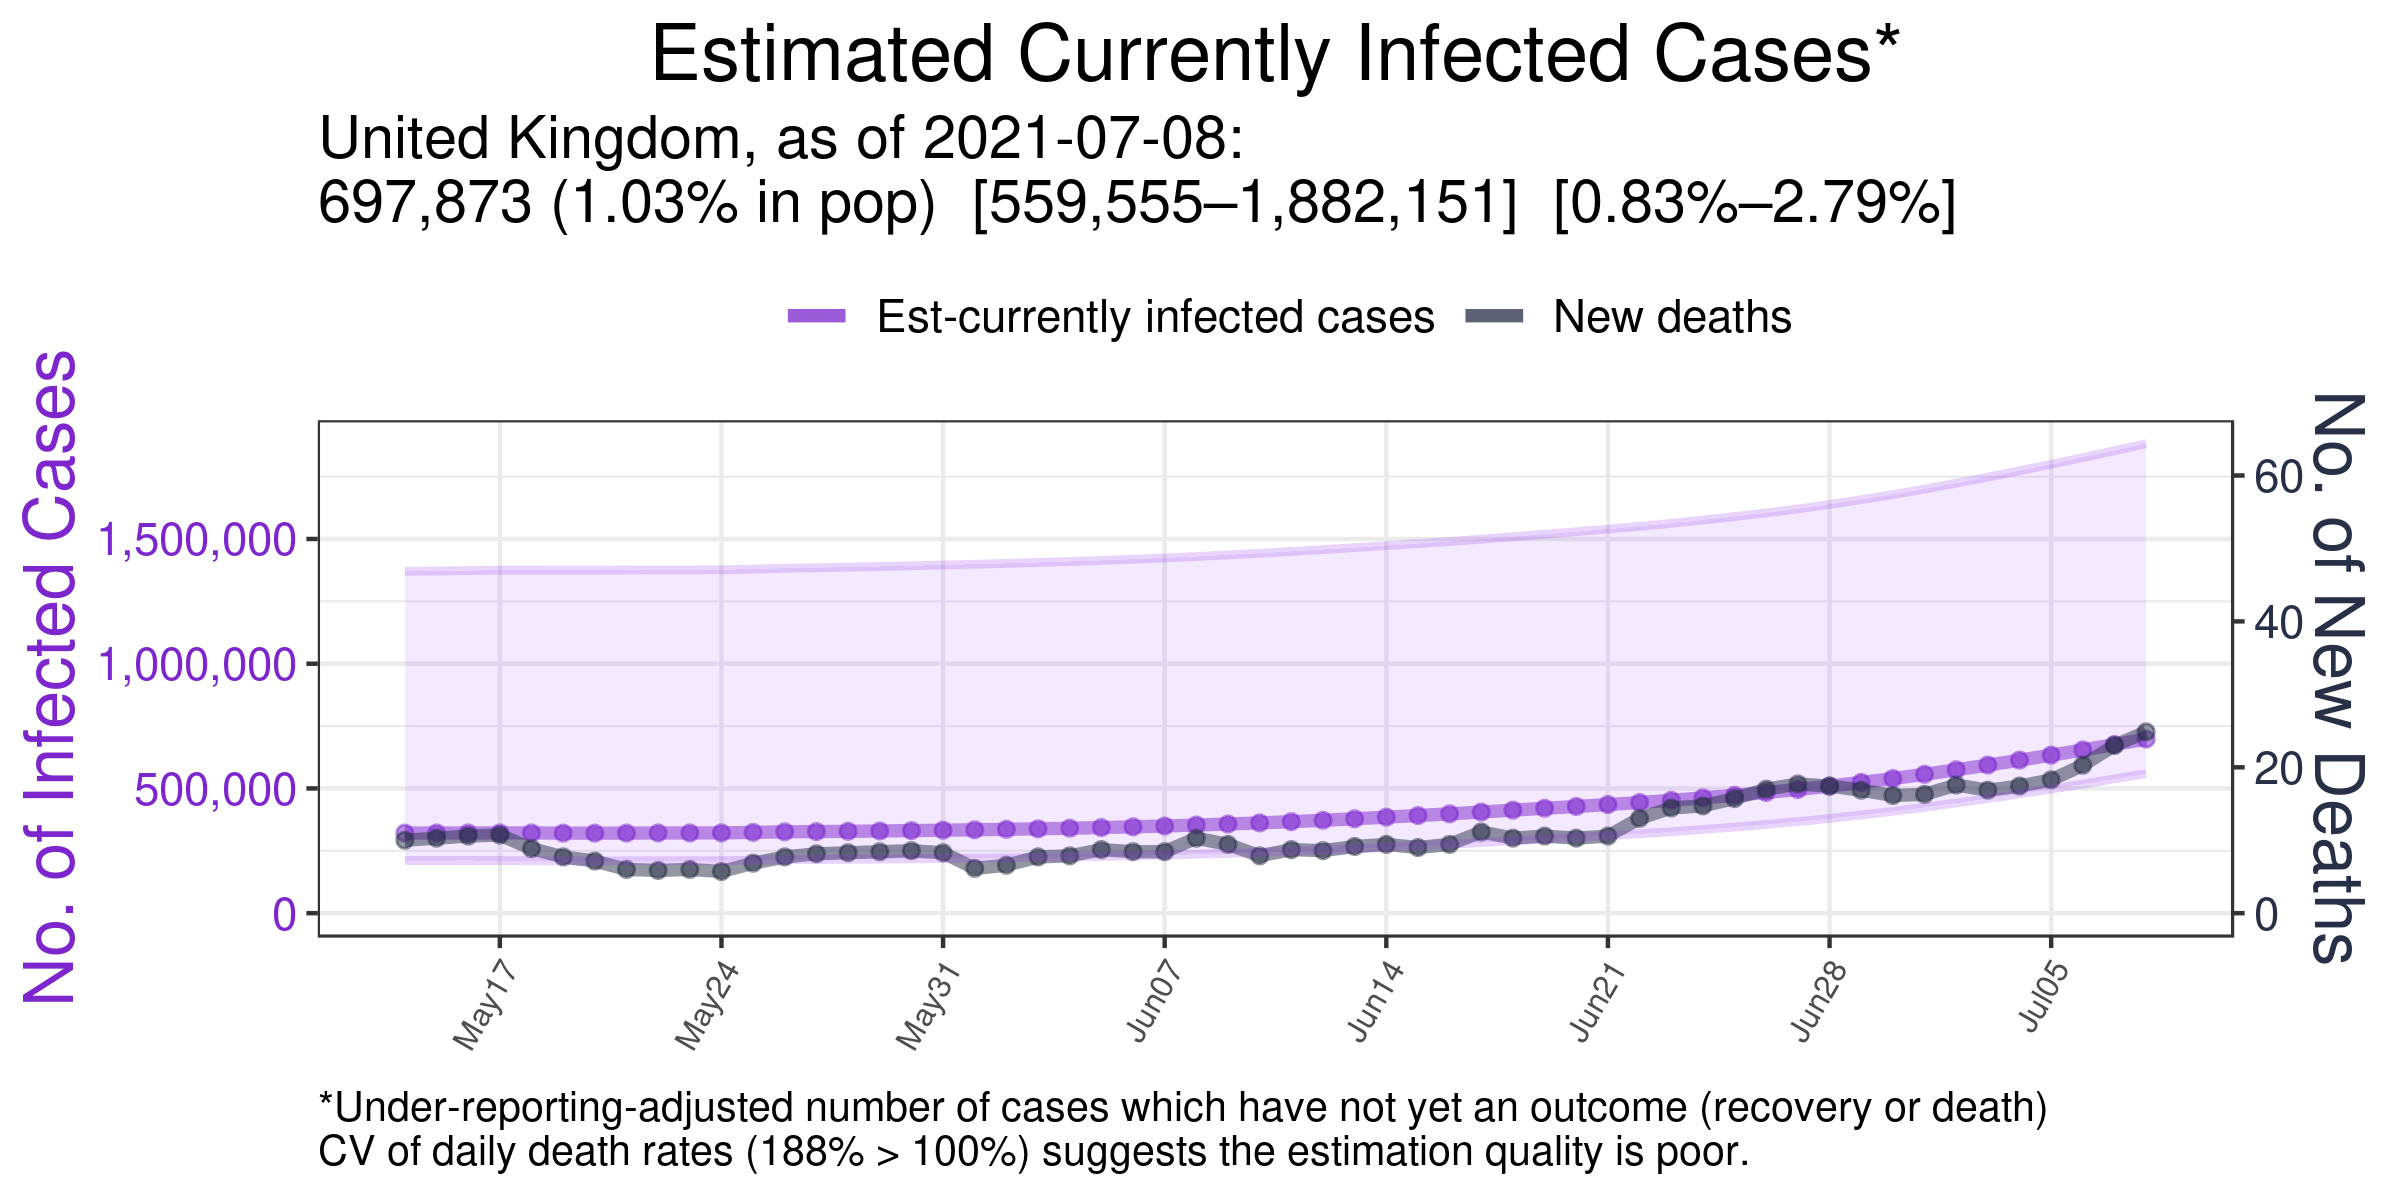 Estimated Currently Infected Cases*
United Kingdom, as of 2021-07-08:
697,873 (1.03% in pop) [559,555–1,882,151] [0.83%–2.79%]
Est-currently infected cases
New deaths
No. of Infected Cases
1,500,000
1,000,000
500,000
0
60
40
20
0
No. of New Deaths
May17
May24
May31
Jun07
Jun14
Jun21
Jun28
Jul05
*Under-reporting-adjusted number of cases which have not yet an outcome (recovery or death)
CV of daily death rates (188% > 100%) suggests the estimation quality is poor.